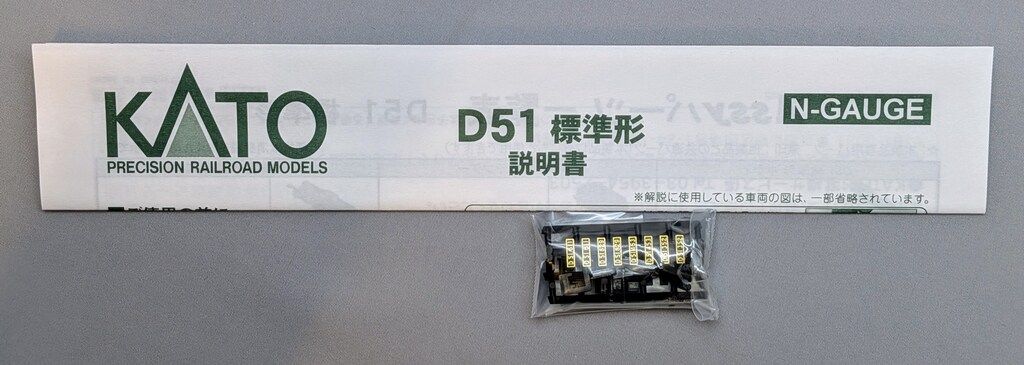 KATO
PRECISION RAILROAD MODELS
D51 標準形
説明書
N-GAUGE
※解説に使用している車両の図は、一部省略されています。